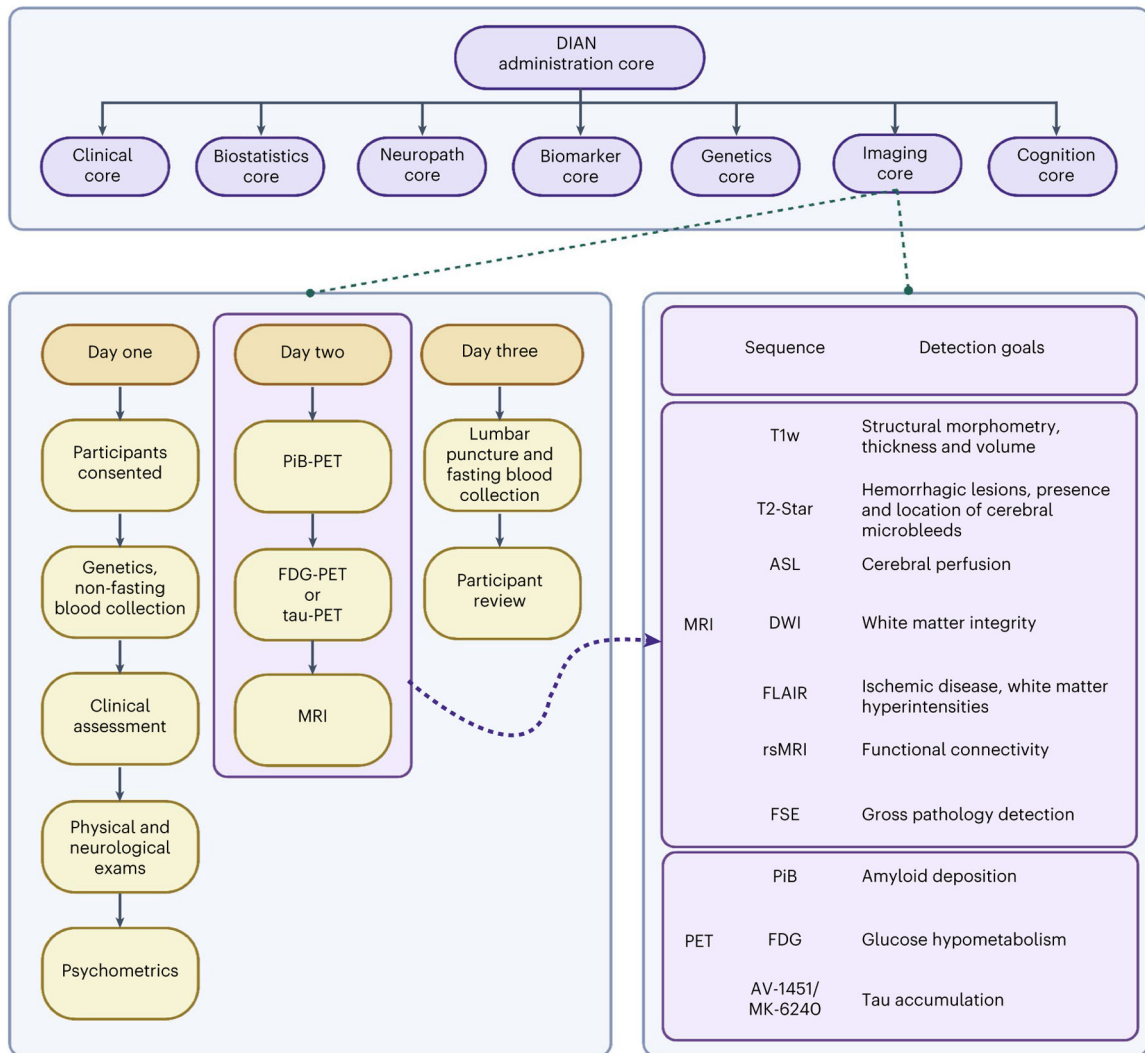 DIAN
administration core
Clinical
core
Biostatistics
core
Neuropath
core
Biomarker
core
Genetics
core
Imaging
core
Cognition
core
Day one
Participants
consented
Genetics,
non-fasting
blood collection
Clinical
assessment
Physical and
neurological
exams
Psychometrics
Day two
PiB-PET
FDG-PET
or
tau-PET
MRI
Day three
Lumbar
puncture and
fasting blood
collection
Participant
review
Sequence Detection goals
MRI
T1w
Structural morphometry,
thickness and volume
T2-Star
Hemorrhagic lesions, presence
and location of cerebral
microbleeds
ASL Cerebral perfusion
DWI White matter integrity
FLAIR
Ischemic disease, white matter
hyperintensities
rsMRI Functional connectivity
FSE Gross pathology detection
PET
PiB Amyloid deposition
FDG Glucose hypometabolism
AV-1451/
MK-6240
Tau accumulation